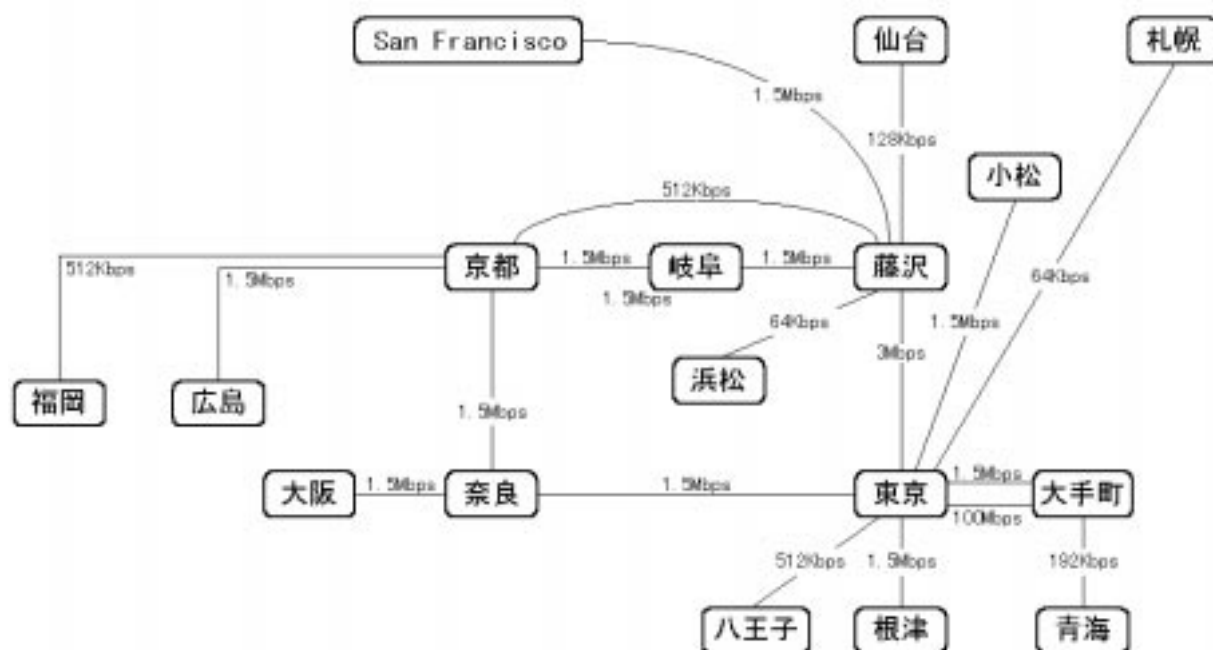 San Francisco
仙台
札幌
1.5Mbps
128Kbps
小松
512Kbps
京都
1.5Mbps
岐阜
1.5Mbps
藤沢
512Kbps
1.5Mbps
1.5Mbps
64Kbps
64Kbps
1.5Mbps
3Mbps
浜松
福岡
広島
1.5Mbps
大阪
1.5Mbps
奈良
1.5Mbps
東京
1.5Mbps
大手町
100Mbps
512Kbps
1.5Mbps
192Kbps
八王子
根津
青海